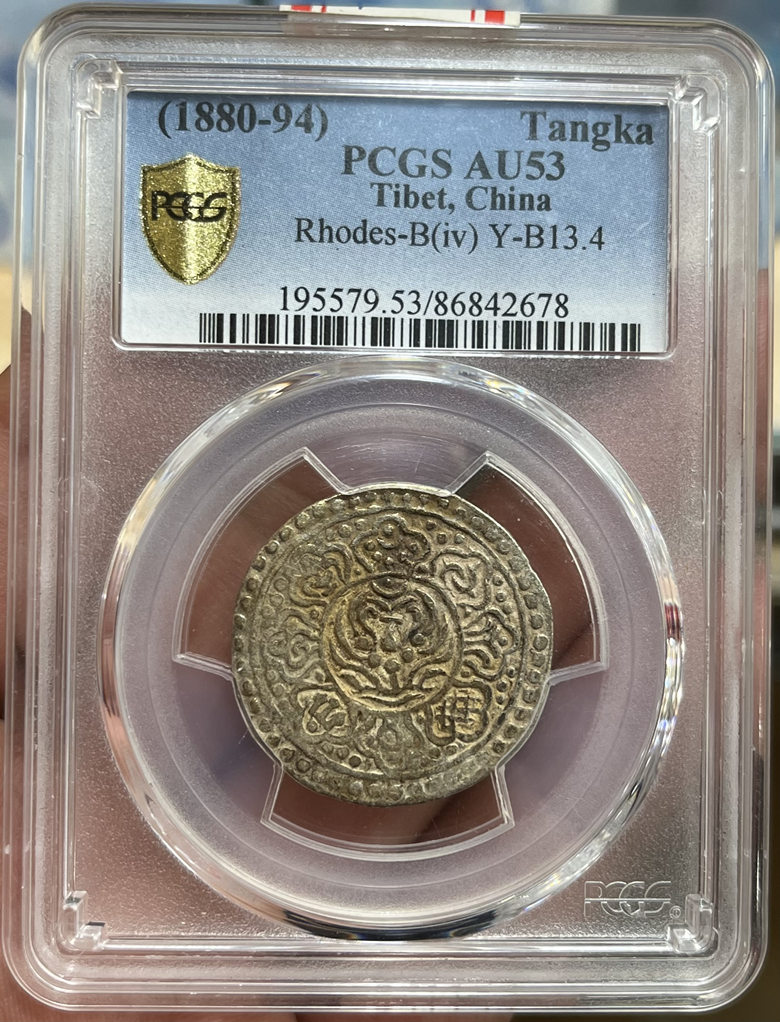 (1880-94) Tangka
PCGS AU53
Tibet, China
PCGS
Rhodes-B(iv) Y-B13.4
195579.53/86842678
PCGS